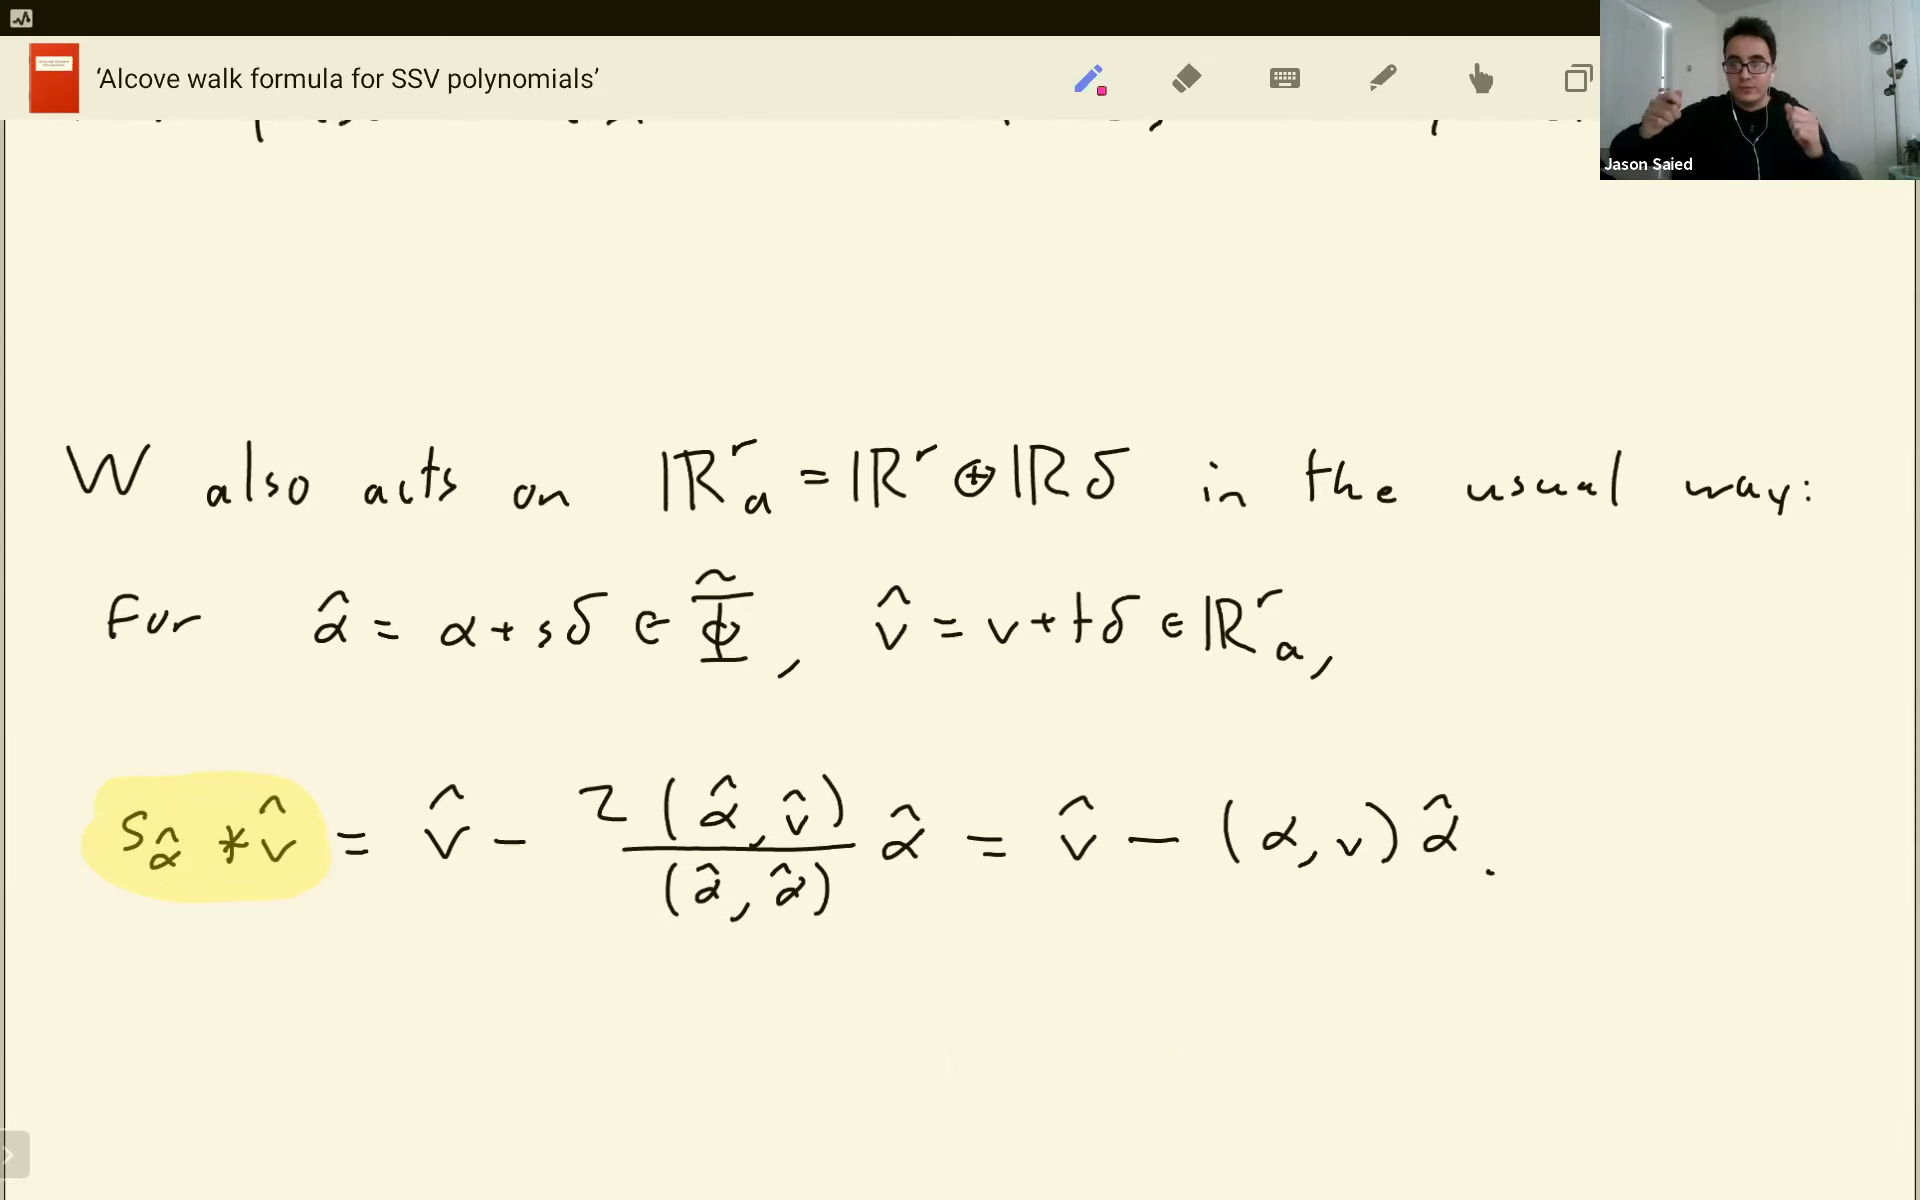 ‘Alcove walk formula for SSV polynomials’
Jason Saied
W also acts on ℝʳₐ = ℝʳ ⊕ ℝδ in the usual way:
For α̂ = α + sδ ∈ Φ̃, v̂ = v + tδ ∈ ℝʳₐ,
s_α̂ * v̂ = v̂ − 2(α̂, v̂)/(α̂, α̂) α̂ = v̂ − (α, v) α̂.